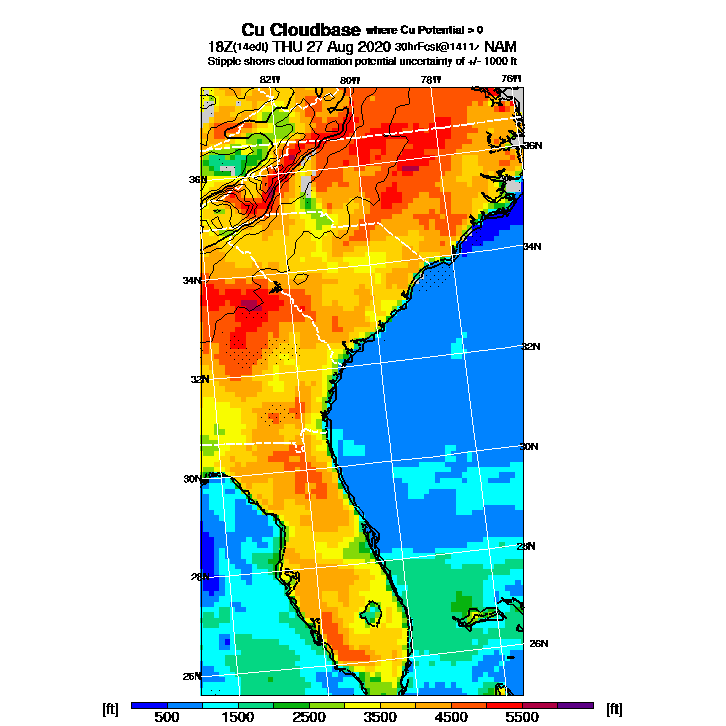 Cu Cloudbase where Cu Potential > 0
18Z(14edt) THU 27 Aug 2020 30hrFcst@1411z NAM
Stipple shows cloud formation potential uncertainty of +/- 1000 ft
82W 80W 78W 76W
36N
36N
34N
34N
32N
32N
30N
30N
28N
28N
26N
26N
[ft] [ft]
500 1500 2500 3500 4500 5500